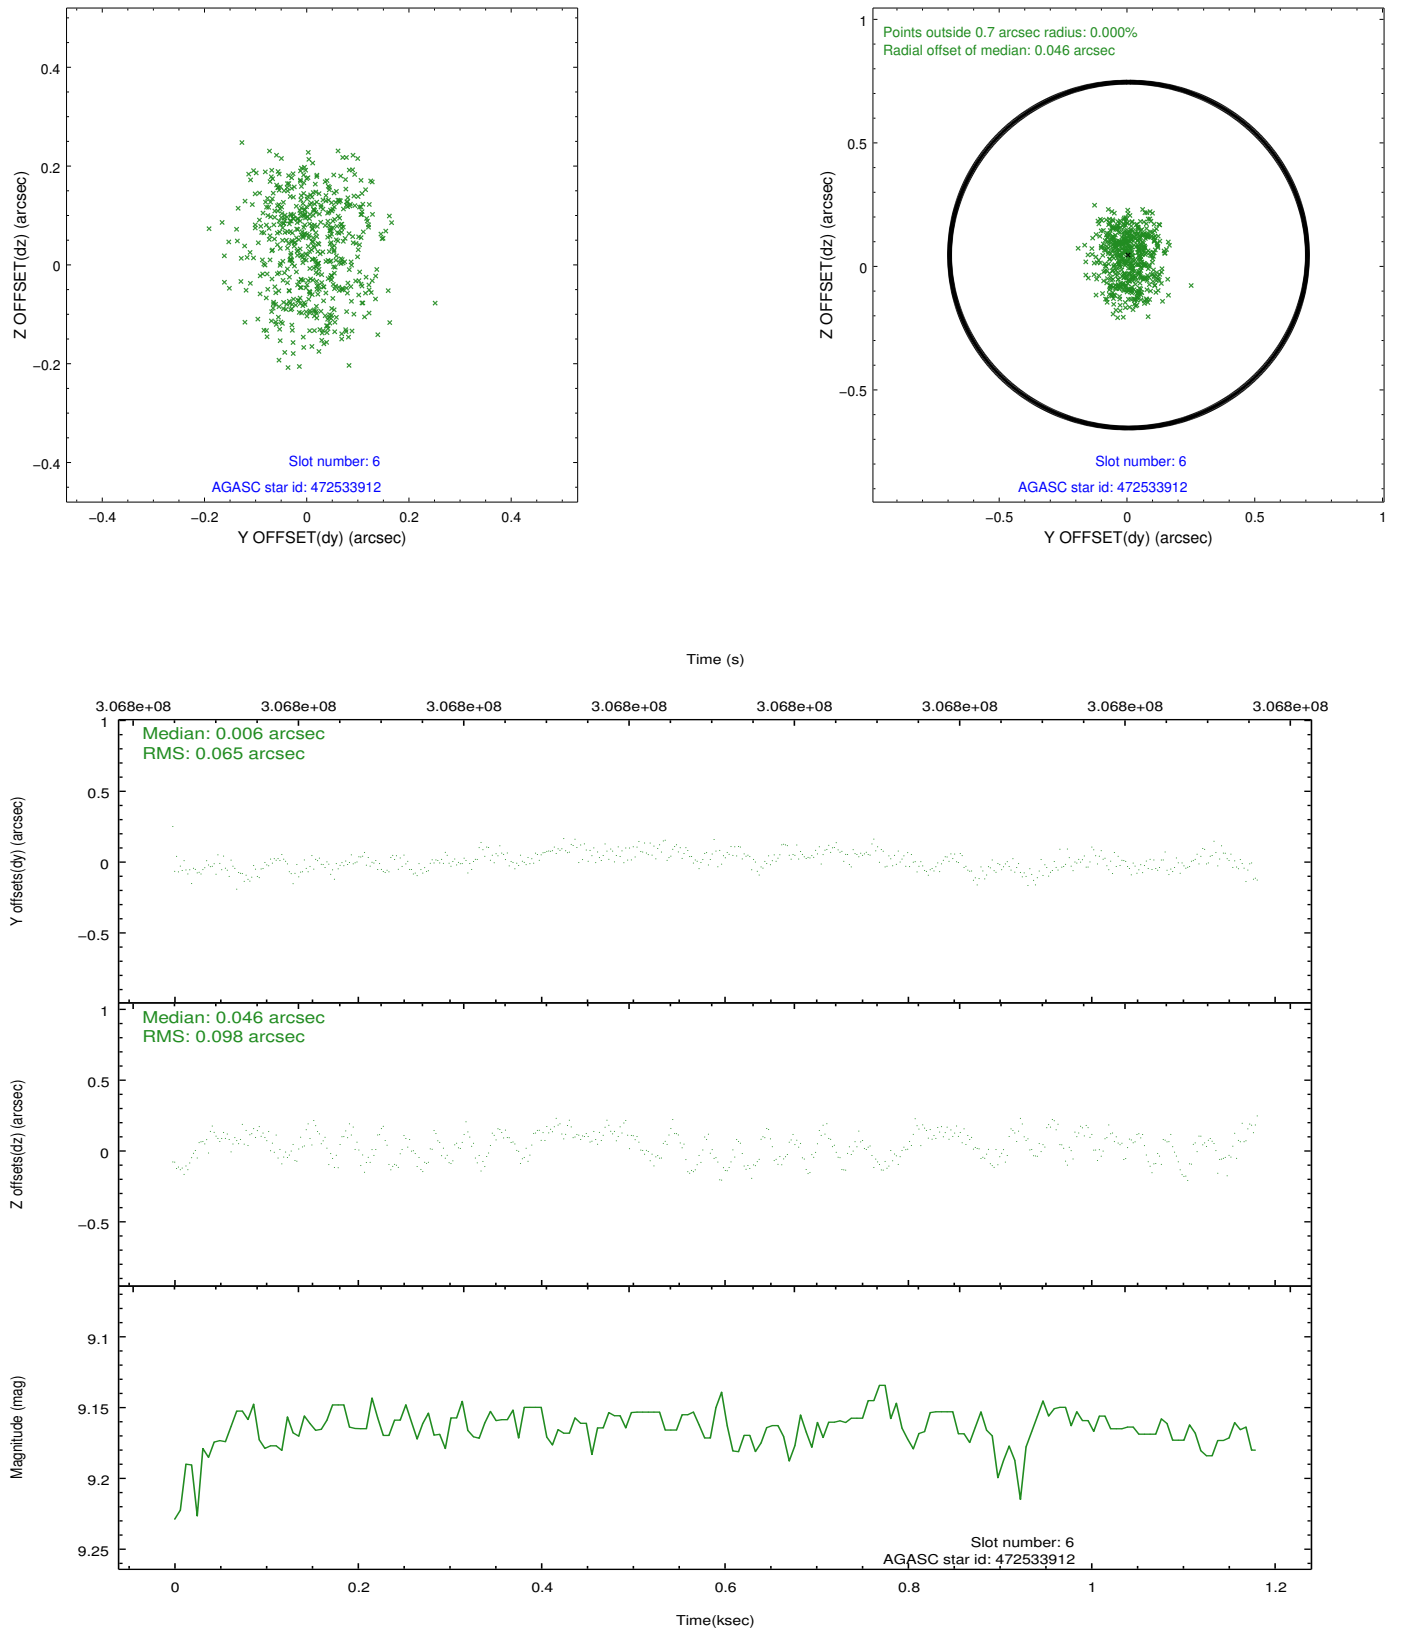 0.4
0.2
0
−0.2
−0.4
Z OFFSET(dz) (arcsec)
Slot number: 6
AGASC star id: 472533912
−0.4 −0.2 0 0.2 0.4
Y OFFSET(dy) (arcsec)
Points outside 0.7 arcsec radius: 0.000%
Radial offset of median: 0.046 arcsec
1
0.5
0
−0.5
Z OFFSET(dz) (arcsec)
Slot number: 6
AGASC star id: 472533912
−0.5 0 0.5 1
Y OFFSET(dy) (arcsec)
Time (s)
3.068e+08 3.068e+08 3.068e+08 3.068e+08 3.068e+08 3.068e+08 3.068e+08 3.068e+08
Median: 0.006 arcsec
RMS: 0.065 arcsec
1
0.5
0
−0.5
Y offsets(dy) (arcsec)
Median: 0.046 arcsec
RMS: 0.098 arcsec
1
0.5
0
−0.5
Z offsets(dz) (arcsec)
9.1
9.15
9.2
9.25
Magnitude (mag)
Slot number: 6
AGASC star id: 472533912
0 0.2 0.4 0.6 0.8 1 1.2
Time(ksec)